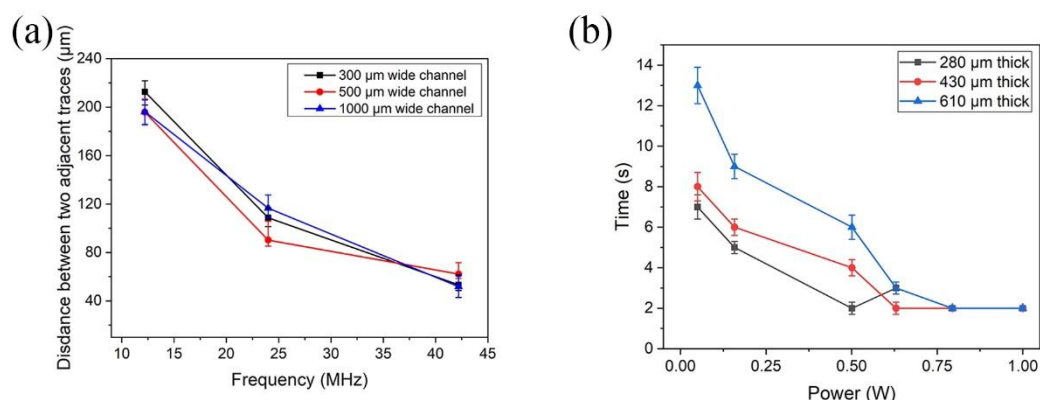 (a)
Disdance between two adjacent traces (µm)
240
200
160
120
80
40
300 µm wide channel
500 µm wide channel
1000 µm wide channel
10 15 20 25 30 35 40 45
Frequency (MHz)
(b)
Time (s)
14
12
10
8
6
4
2
0
280 µm thick
430 µm thick
610 µm thick
0.00 0.25 0.50 0.75 1.00
Power (W)